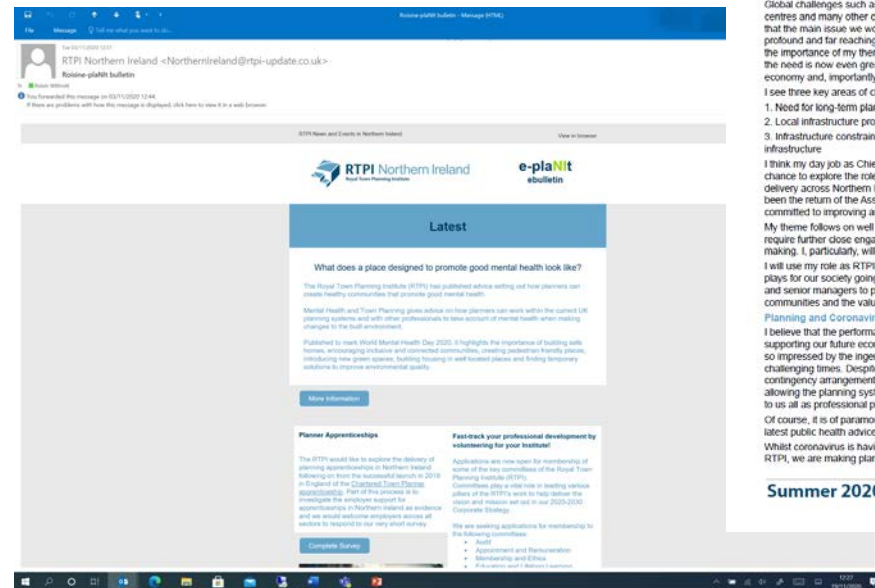 Roisine-plaNIt bulletin - Message (HTML)
File Message Tell me what you want to do...
Tue 03/11/2020 12:17
RTPI Northern Ireland <NorthernIreland@rtpi-update.co.uk>
Roisine-plaNIt bulletin
To
You forwarded this message on 03/11/2020 12:44.
If there are problems with how this message is displayed, click here to view it in a web browser.
RTPI News and Events in Northern Ireland View in browser
RTPI Northern Ireland
Royal Town Planning Institute
e-plaNIt
ebulletin
Latest
What does a place designed to promote good mental health look like?
The Royal Town Planning Institute (RTPI) has published advice setting out how planners can
create healthy communities that promote good mental health.
Mental Health and Town Planning gives advice on how planners can work within the current UK
planning systems and with other professionals to take account of mental health when making
changes to the built environment.
Published to mark World Mental Health Day 2020, it highlights the importance of building safe
homes, encouraging inclusive and connected communities, creating pedestrian friendly places,
introducing new green spaces, building housing in well located places and finding temporary
solutions to improve environmental quality.
More Information
Planner Apprenticeships
The RTPI would like to explore the delivery of
planning apprenticeships in Northern Ireland
following on from the successful launch in 2019
in England of the Chartered Town Planner
apprenticeship. Part of this process is to
investigate the employer support for
apprenticeships in Northern Ireland as evidence
and we would welcome employers across all
sectors to respond to our very short survey.
Complete Survey
Fast-track your professional development by
volunteering for your Institute!
Applications are now open for membership of
some of the key committees of the Royal Town
Planning Institute (RTPI).
Committees play a vital role in leading various
pillars of the RTPI's work to help deliver the
vision and mission set out in our 2020-2030
Corporate Strategy.
We are seeking applications for membership to
the following committees:
• Audit
• Appointment and Remuneration
• Membership and Ethics
• Education and Lifelong Learning
12:27
19/11/2020
Global challenges such as
centres and many other
that the main issue we wo
profound and far reaching
the importance of my the
the need is now even gre
economy and, importantly
I see three key areas of c
1. Need for long-term plan
2. Local infrastructure pro
3. Infrastructure constrain
infrastructure
I think my day job as Chie
chance to explore the role
delivery across Northern
been the return of the Ass
committed to improving a
My theme follows on well
require further close enga
making. I, particularly, will
I will use my role as RTPI
plays for our society going
and senior managers to p
communities and the valu
Planning and Coronavir
I believe that the performa
supporting our future econ
so impressed by the inge
challenging times. Despit
contingency arrangement
allowing the planning syst
to us all as professional p
Of course, it is of paramo
latest public health advice
Whilst coronavirus is havi
RTPI, we are making plan
Summer 2020